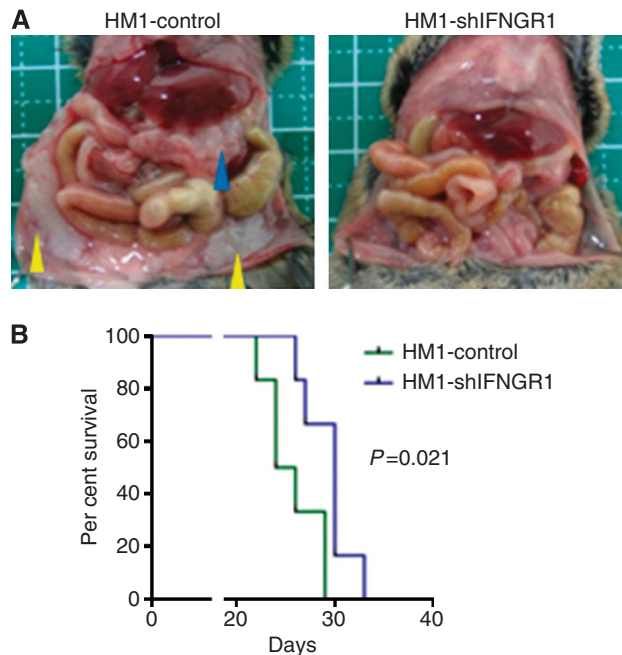 A
HM1-control
HM1-shIFNGR1
B
100
80
60
40
20
0
Per cent survival
HM1-control
HM1-shIFNGR1
P=0.021
0
20
30
40
Days